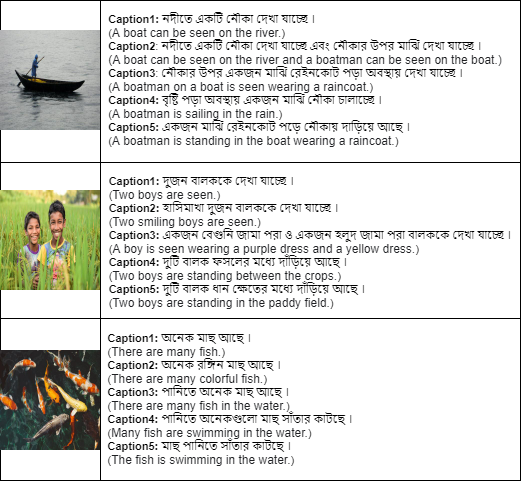 Caption1: নদীতে একটি নৌকা দেখা যাচ্ছে।
(A boat can be seen on the river.)
Caption2: নদীতে একটি নৌকা দেখা যাচ্ছে এবং নৌকার উপর মাঝি দেখা যাচ্ছে।
(A boat can be seen on the river and a boatman can be seen on the boat.)
Caption3: নৌকার উপর একজন মাঝি রেইনকোট পড়া অবস্থায় দেখা যাচ্ছে।
(A boatman on a boat is seen wearing a raincoat.)
Caption4: বৃষ্টি পড়া অবস্থায় একজন মাঝি নৌকা চালাচ্ছে।
(A boatman is sailing in the rain.)
Caption5: একজন মাঝি রেইনকোট পড়ে নৌকায় দাড়িয়ে আছে।
(A boatman is standing in the boat wearing a raincoat.)
Caption1: দুজন বালককে দেখা যাচ্ছে।
(Two boys are seen.)
Caption2: হাসিমাখা দুজন বালককে দেখা যাচ্ছে।
(Two smiling boys are seen.)
Caption3: একজন বেগুনি জামা পরা ও একজন হলুদ জামা পরা বালককে দেখা যাচ্ছে।
(A boy is seen wearing a purple dress and a yellow dress.)
Caption4: দুটি বালক ফসলের মধ্যে দাঁড়িয়ে আছে।
(Two boys are standing between the crops.)
Caption5: দুটি বালক ধান ক্ষেতের মধ্যে দাঁড়িয়ে আছে।
(Two boys are standing in the paddy field.)
Caption1: অনেক মাছ আছে।
(There are many fish.)
Caption2: অনেক রঙ্গিন মাছ আছে।
(There are many colorful fish.)
Caption3: পানিতে অনেক মাছ আছে।
(There are many fish in the water.)
Caption4: পানিতে অনেকগুলো মাছ সাঁতার কাটছে।
(Many fish are swimming in the water.)
Caption5: মাছ পানিতে সাঁতার কাটছে।
(The fish is swimming in the water.)